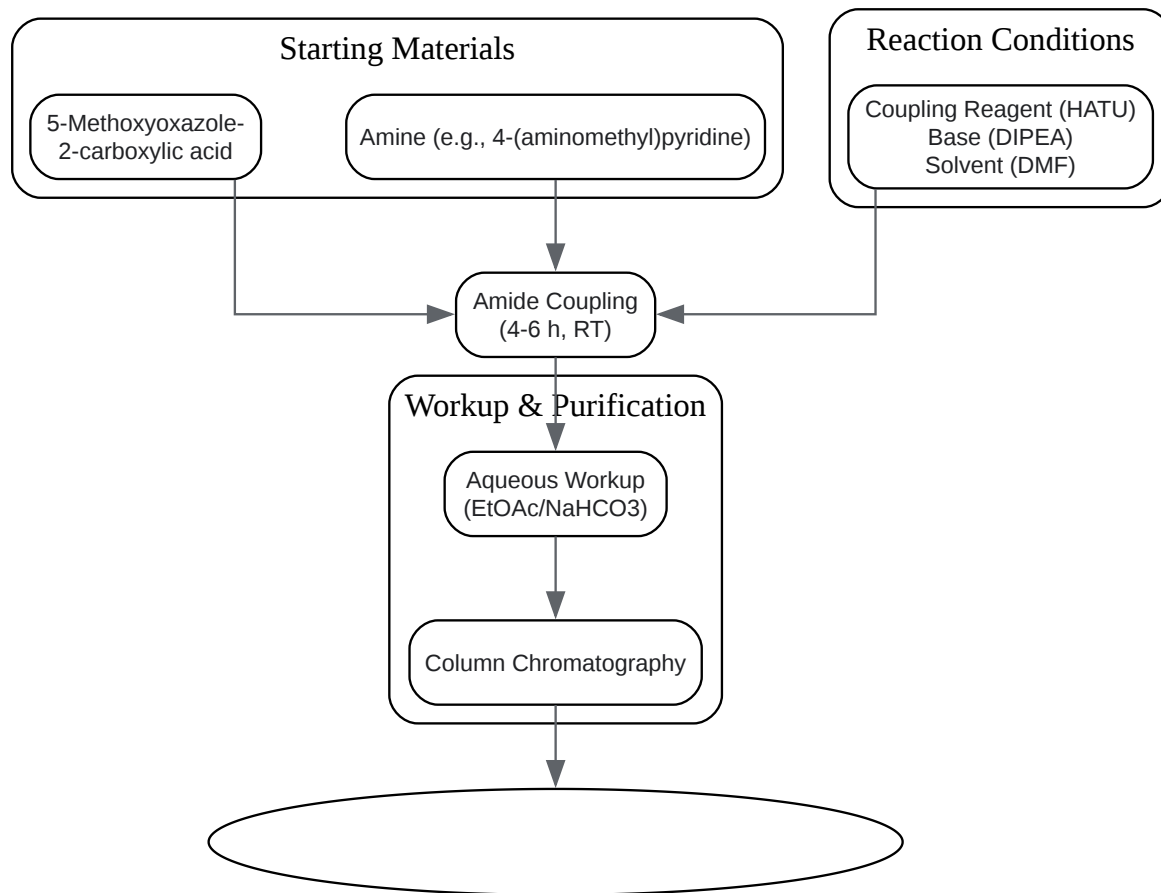 Starting Materials
5-Methoxyoxazole-
2-carboxylic acid
Amine (e.g., 4-(aminomethyl)pyridine)
Reaction Conditions
Coupling Reagent (HATU)
Base (DIPEA)
Solvent (DMF)
Amide Coupling
(4-6 h, RT)
Workup & Purification
Aqueous Workup
(EtOAc/NaHCO3)
Column Chromatography